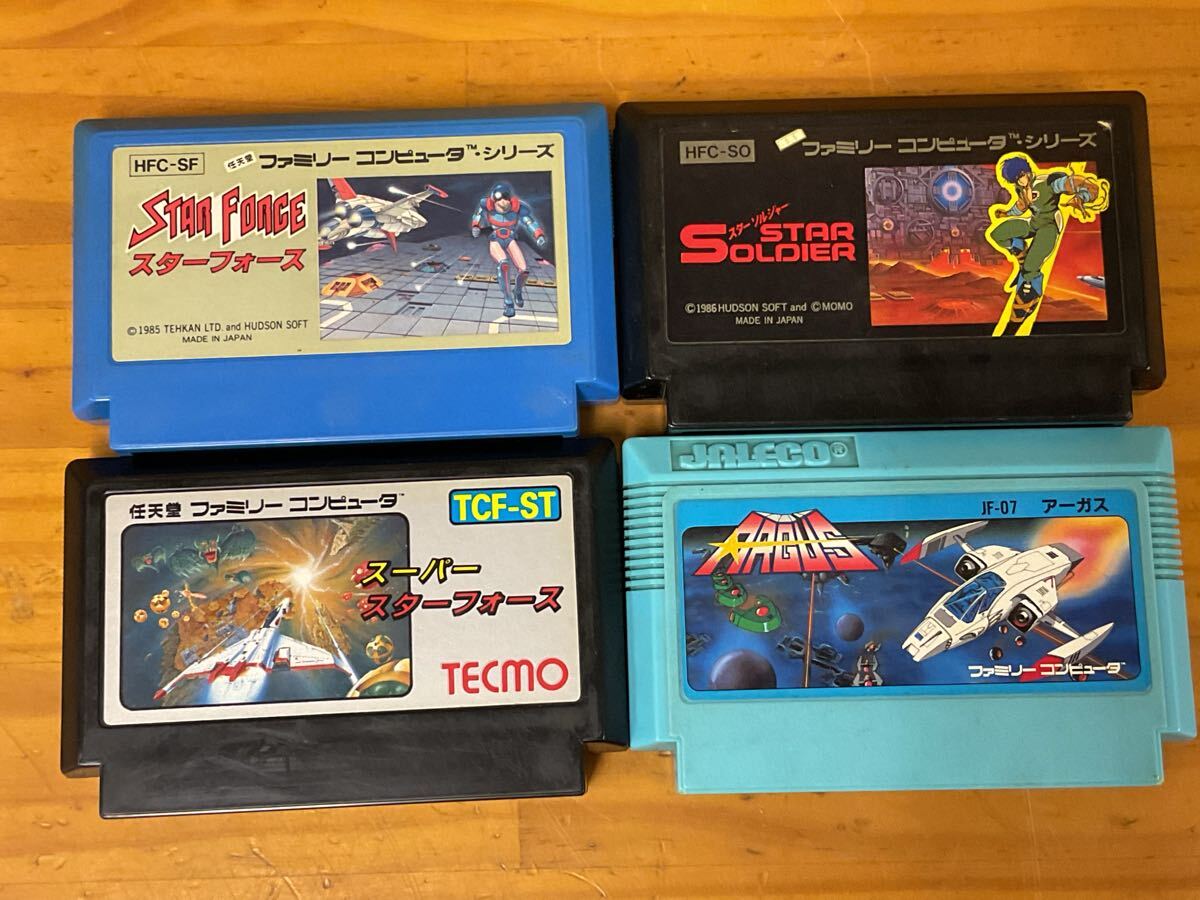 HFC-SF
任天堂 ファミリー コンピュータ™・シリーズ
STAR FORCE
スターフォース
©1985 TEHKAN LTD. and HUDSON SOFT
MADE IN JAPAN
HFC-SO
ファミリー コンピュータ™・シリーズ
スターソルジャー
STAR
SOLDIER
©1986 HUDSON SOFT and ©MOMO
MADE IN JAPAN
任天堂 ファミリー コンピュータ™
TCF-ST
スーパー
スターフォース
TECMO
JALECO®
JF-07 アーガス
ARGUS
ファミリー コンピュータ™